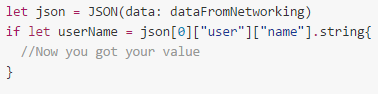 let json = JSON(data: dataFromNetworking)
if let userName = json[0]["user"]["name"].string{
  //Now you got your value
}